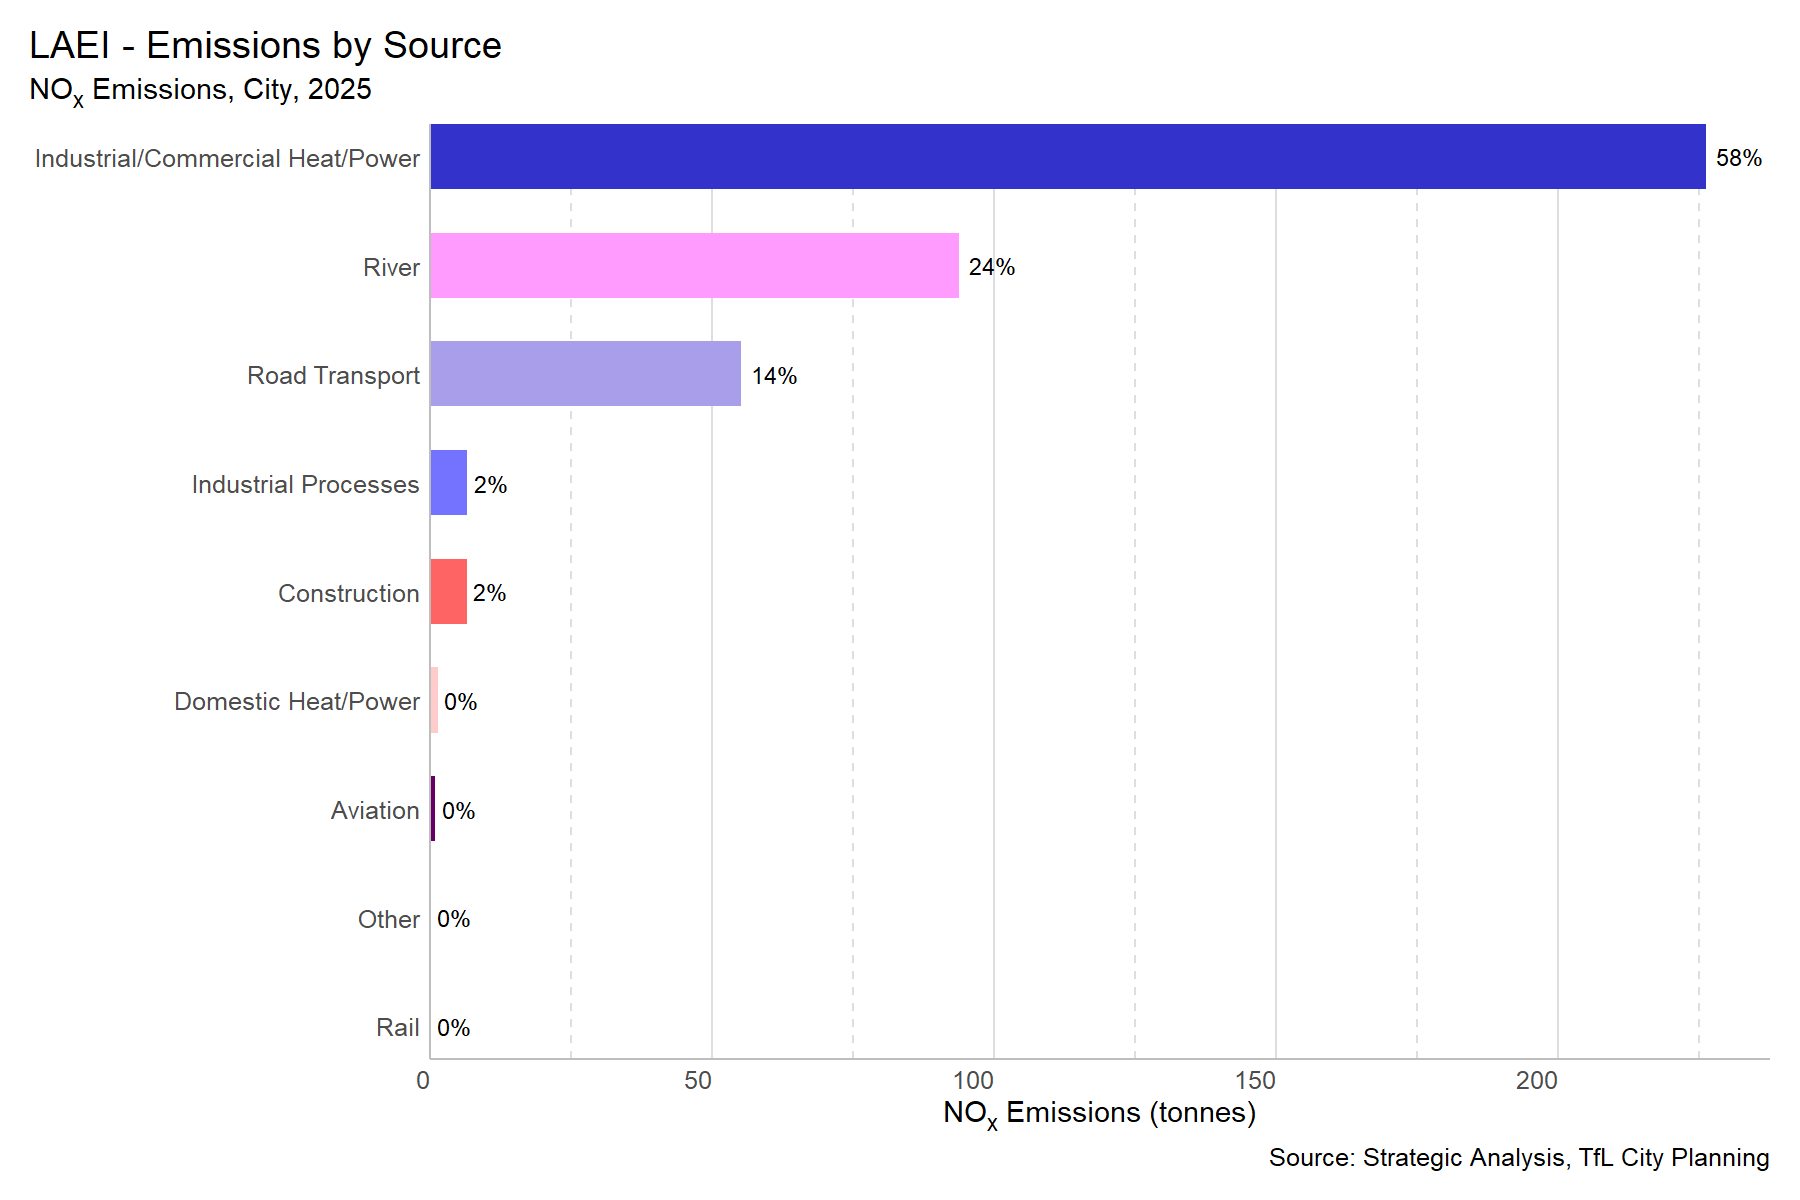 LAEI - Emissions by Source
NOx Emissions, City, 2025
Industrial/Commercial Heat/Power 58%
River 24%
Road Transport 14%
Industrial Processes 2%
Construction 2%
Domestic Heat/Power 0%
Aviation 0%
Other 0%
Rail 0%
0 50 100 150 200
NOx Emissions (tonnes)
Source: Strategic Analysis, TfL City Planning